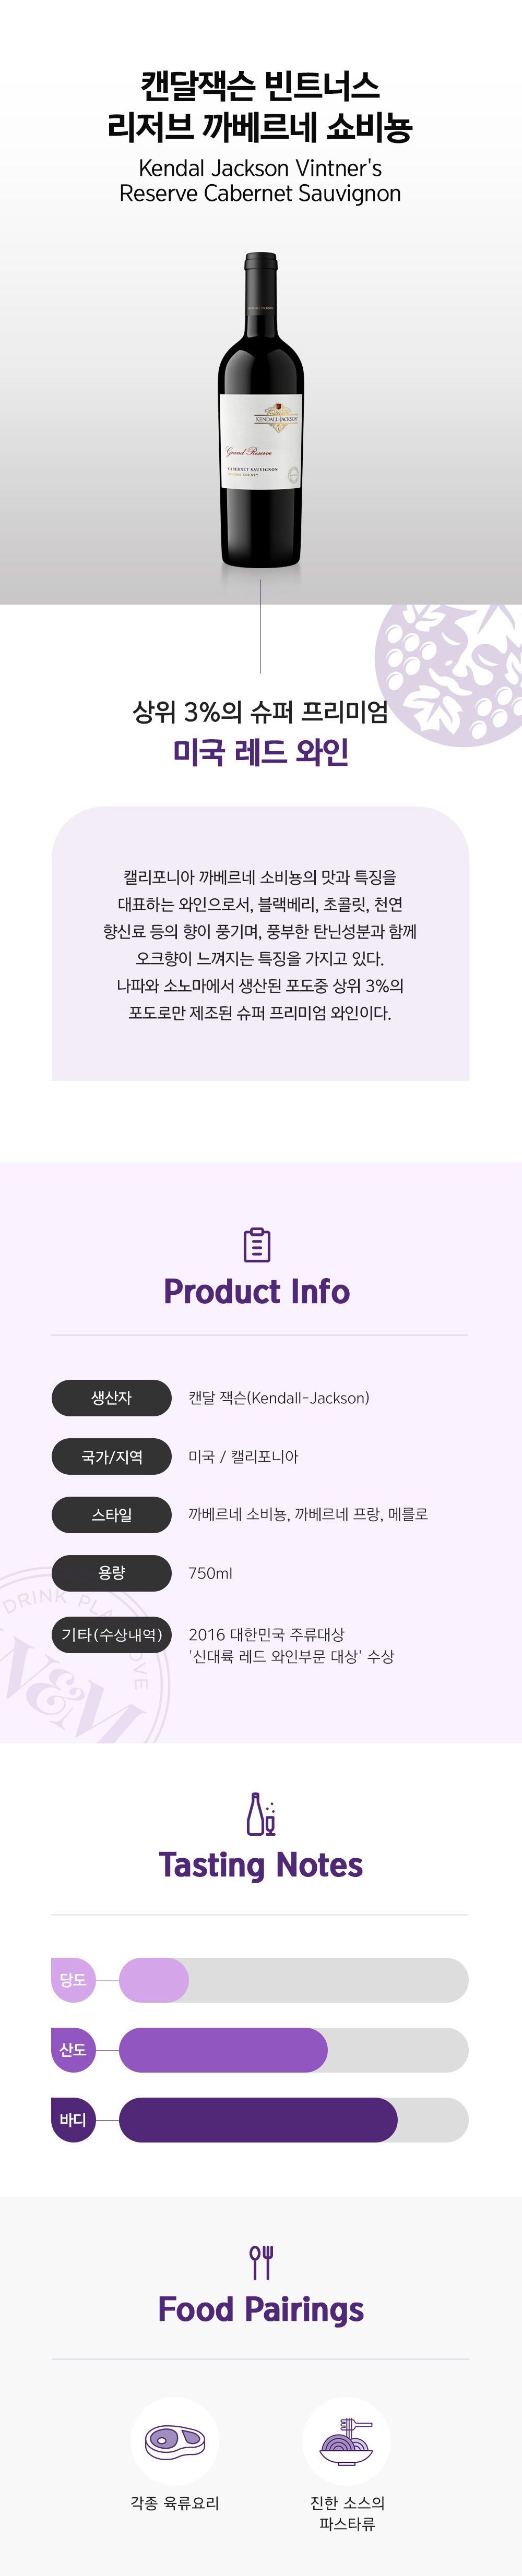 캔달잭슨 빈트너스
리저브 까베르네 쇼비뇽
Kendal Jackson Vintner's
Reserve Cabernet Sauvignon
KENDALL-JACKSON
Grand Reserve
CABERNET SAUVIGNON
상위 3%의 슈퍼 프리미엄
미국 레드 와인
캘리포니아 까베르네 소비뇽의 맛과 특징을
대표하는 와인으로서, 블랙베리, 초콜릿, 천연
향신료 등의 향이 풍기며, 풍부한 탄닌성분과 함께
오크향이 느껴지는 특징을 가지고 있다.
나파와 소노마에서 생산된 포도중 상위 3%의
포도로만 제조된 슈퍼 프리미엄 와인이다.
Product Info
생산자 캔달 잭슨(Kendall-Jackson)
국가/지역 미국 / 캘리포니아
스타일 까베르네 소비뇽, 까베르네 프랑, 메를로
용량 750ml
기타(수상내역) 2016 대한민국 주류대상
'신대륙 레드 와인부문 대상' 수상
DRINK
W&M
Tasting Notes
당도
산도
바디
Food Pairings
각종 육류요리
진한 소스의
파스타류